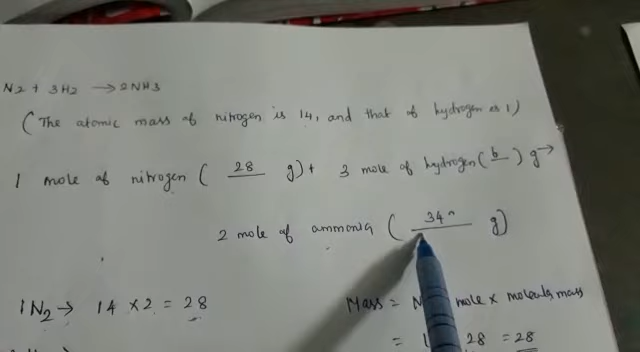 N2 + 3H2 → 2NH3
(The atomic mass of nitrogen is 14, and that of hydrogen is 1)
1 mole of nitrogen ( 28 g) + 3 mole of hydrogen ( 6 ) g →
2 mole of ammonia ( 34 g)
1N2 → 14 × 2 = 28
Mass = mole × molecular mass
= 28 = 28